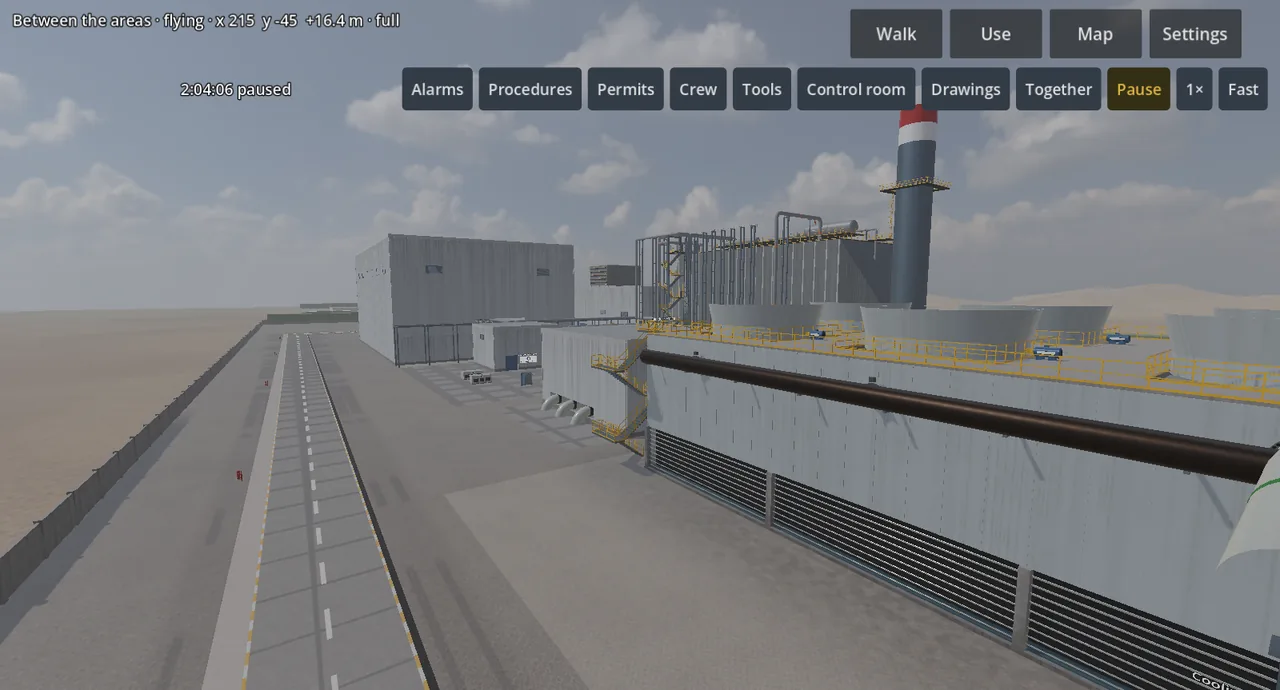 Between the areas · flying · x 215 y -45 +16.4 m · full
Walk
Use
Map
Settings
2:04:06 paused
Alarms
Procedures
Permits
Crew
Tools
Control room
Drawings
Together
Pause
1×
Fast